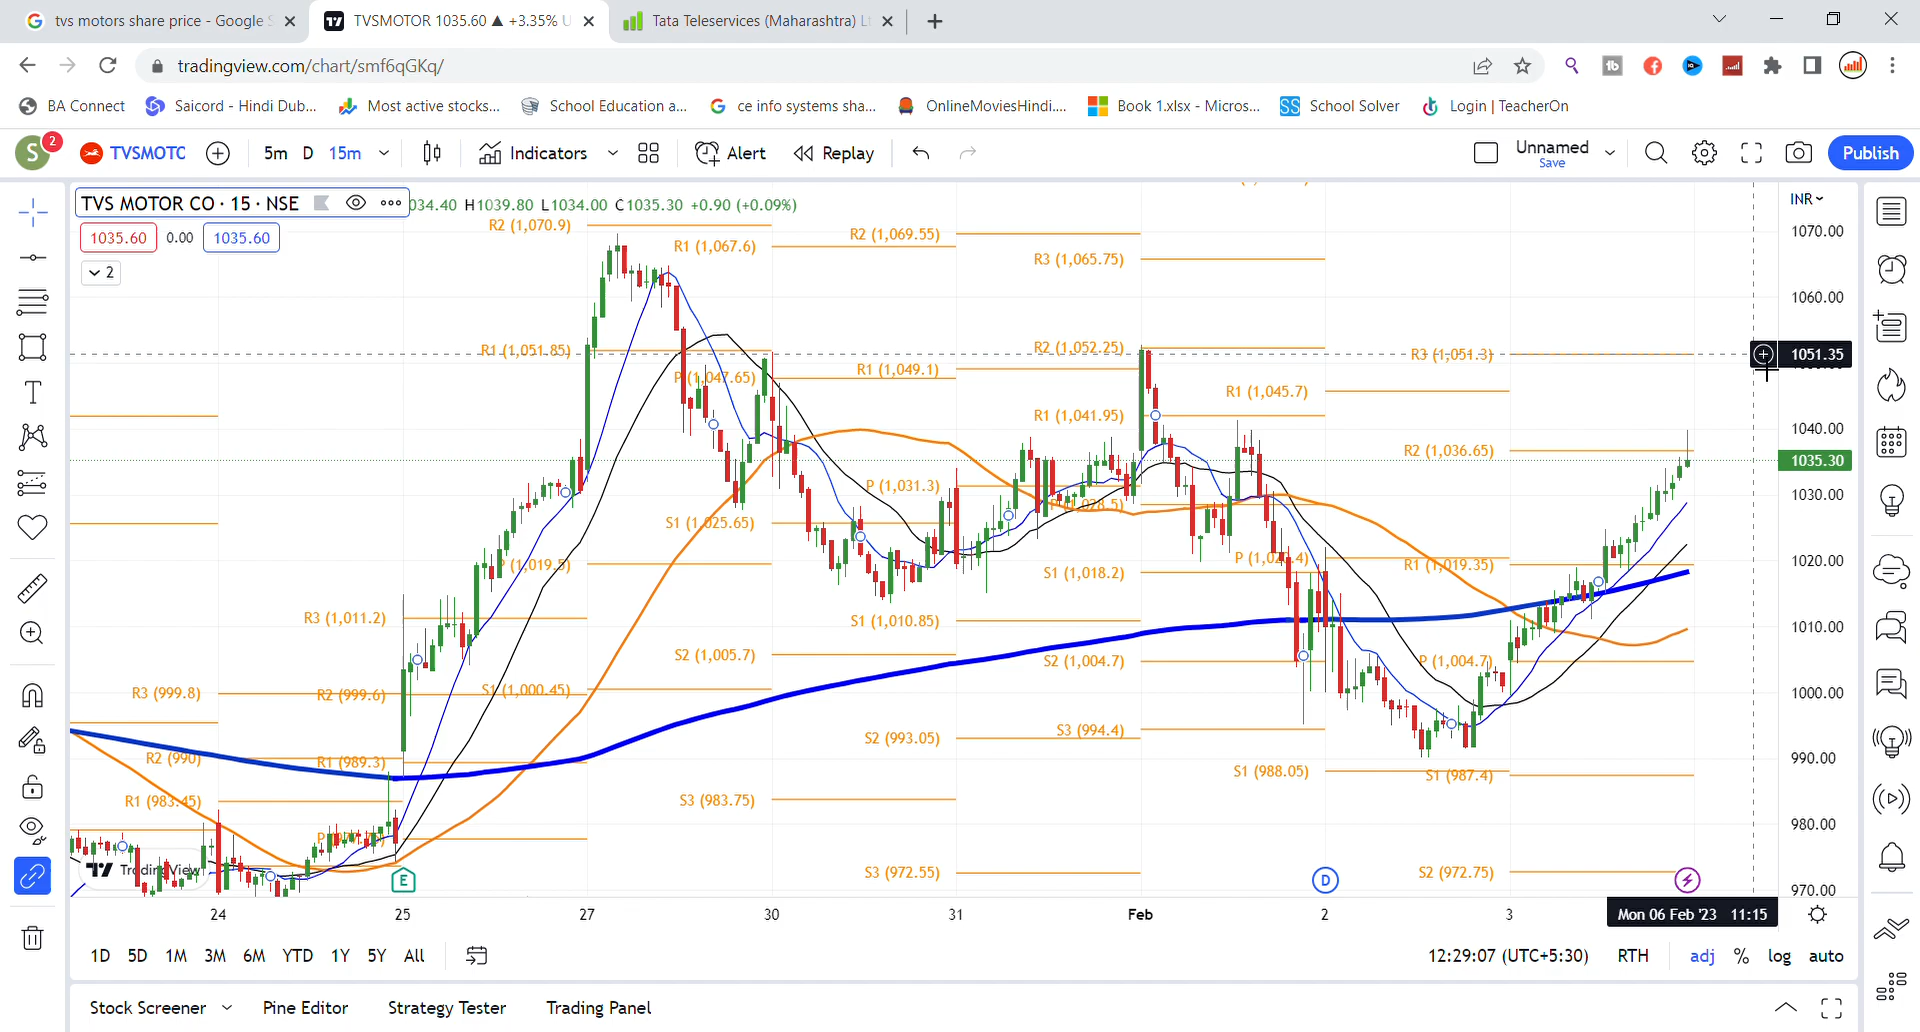 tvs motors share price - Google S
TVSMOTOR 1035.60 ▲ +3.35% U
Tata Teleservices (Maharashtra) Lt
tradingview.com/chart/smf6qGKq/
BA Connect
Saicord - Hindi Dub...
Most active stocks...
School Education a...
ce info systems sha...
OnlineMoviesHindi....
Book 1.xlsx - Micros...
School Solver
Login | TeacherOn
S 2
TVSMOTC
5m D 15m
Indicators
Alert
Replay
Unnamed
Save
Publish
TVS MOTOR CO · 15 · NSE
034.40 H1039.80 L1034.00 C1035.30 +0.90 (+0.09%)
1035.60 0.00 1035.60
2
INR
1070.00
1060.00
1051.35
1040.00
1035.30
1030.00
1020.00
1010.00
1000.00
990.00
980.00
970.00
R2 (1,070.9)
R1 (1,067.6)
R2 (1,069.55)
R3 (1,065.75)
R1 (1,051.85)
P (1,047.65)
R1 (1,049.1)
R2 (1,052.25)
R3 (1,051.3)
R1 (1,045.7)
R1 (1,041.95)
R2 (1,036.65)
P (1,031.3)
P (1,028.5)
S1 (1,025.65)
P (1,019.5)
S1 (1,018.2)
R1 (1,019.35)
R3 (1,011.2)
S1 (1,010.85)
S2 (1,005.7)
S2 (1,004.7)
P (1,004.7)
R3 (999.8)
R2 (999.6)
S1 (1,000.45)
S2 (993.05)
S3 (994.4)
R2 (990)
R1 (989.3)
S1 (988.05)
S1 (987.4)
R1 (983.45)
S3 (983.75)
S3 (972.55)
S2 (972.75)
TradingView
E
D
24
25
27
30
31
Feb
2
3
Mon 06 Feb '23 11:15
1D 5D 1M 3M 6M YTD 1Y 5Y All
12:29:07 (UTC+5:30) RTH adj % log auto
Stock Screener
Pine Editor
Strategy Tester
Trading Panel